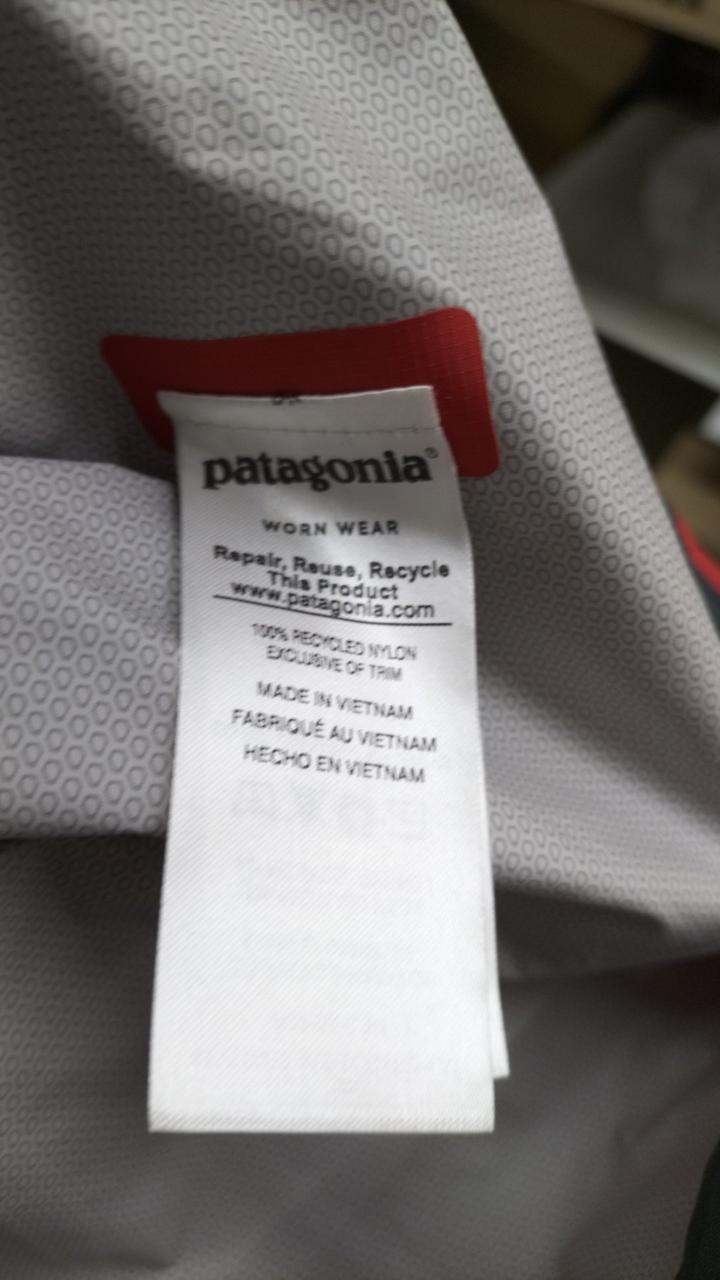 patagonia®
WORN WEAR
Repair, Reuse, Recycle
This Product
www.patagonia.com
100% RECYCLED NYLON
EXCLUSIVE OF TRIM
MADE IN VIETNAM
FABRIQUÉ AU VIETNAM
HECHO EN VIETNAM